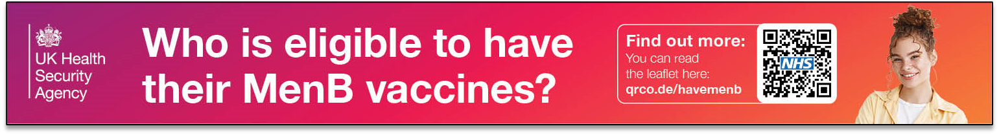 UK Health
Security
Agency
Who is eligible to have
their MenB vaccines?
Find out more:
You can read
the leaflet here:
qrco.de/havemenb
NHS